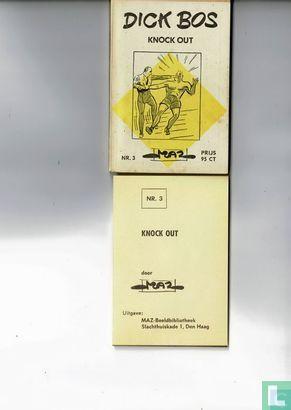 DICK BOS
KNOCK OUT
NR. 3
MAZ
PRIJS
95 CT
NR. 3
KNOCK OUT
door
MAZ
Uitgave:
MAZ-Beeldbibliotheek
Slachthuiskade 1, Den Haag
catawiki